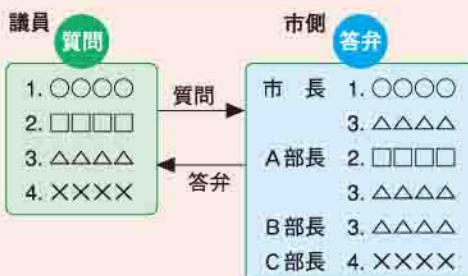 議員
質問
1. ○○○○
2. □□□□
3. △△△△
4. ××××
質問
答弁
市側
答弁
市 長 1. ○○○○
3. △△△△
A部長 2. □□□□
3. △△△△
B部長 3. △△△△
C部長 4. ××××